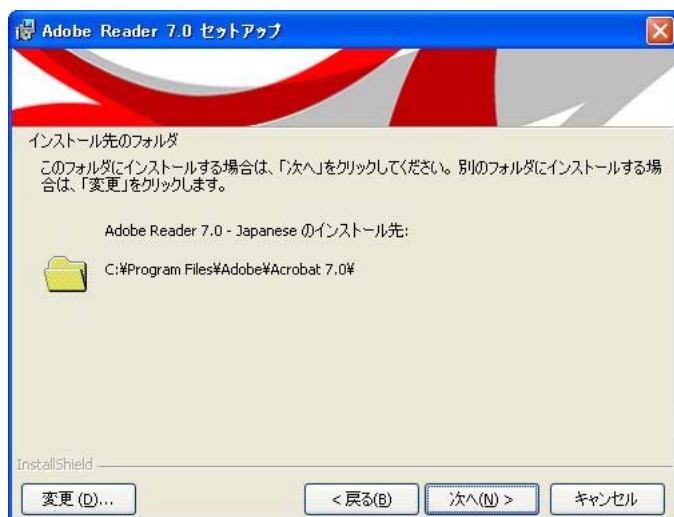 Adobe Reader 7.0 セットアップ
インストール先のフォルダ
このフォルダにインストールする場合は、「次へ」をクリックしてください。別のフォルダにインストールする場
合は、「変更」をクリックします。
Adobe Reader 7.0 - Japanese のインストール先:
C:¥Program Files¥Adobe¥Acrobat 7.0¥
InstallShield
変更(D)...
< 戻る(B)
次へ(N) >
キャンセル